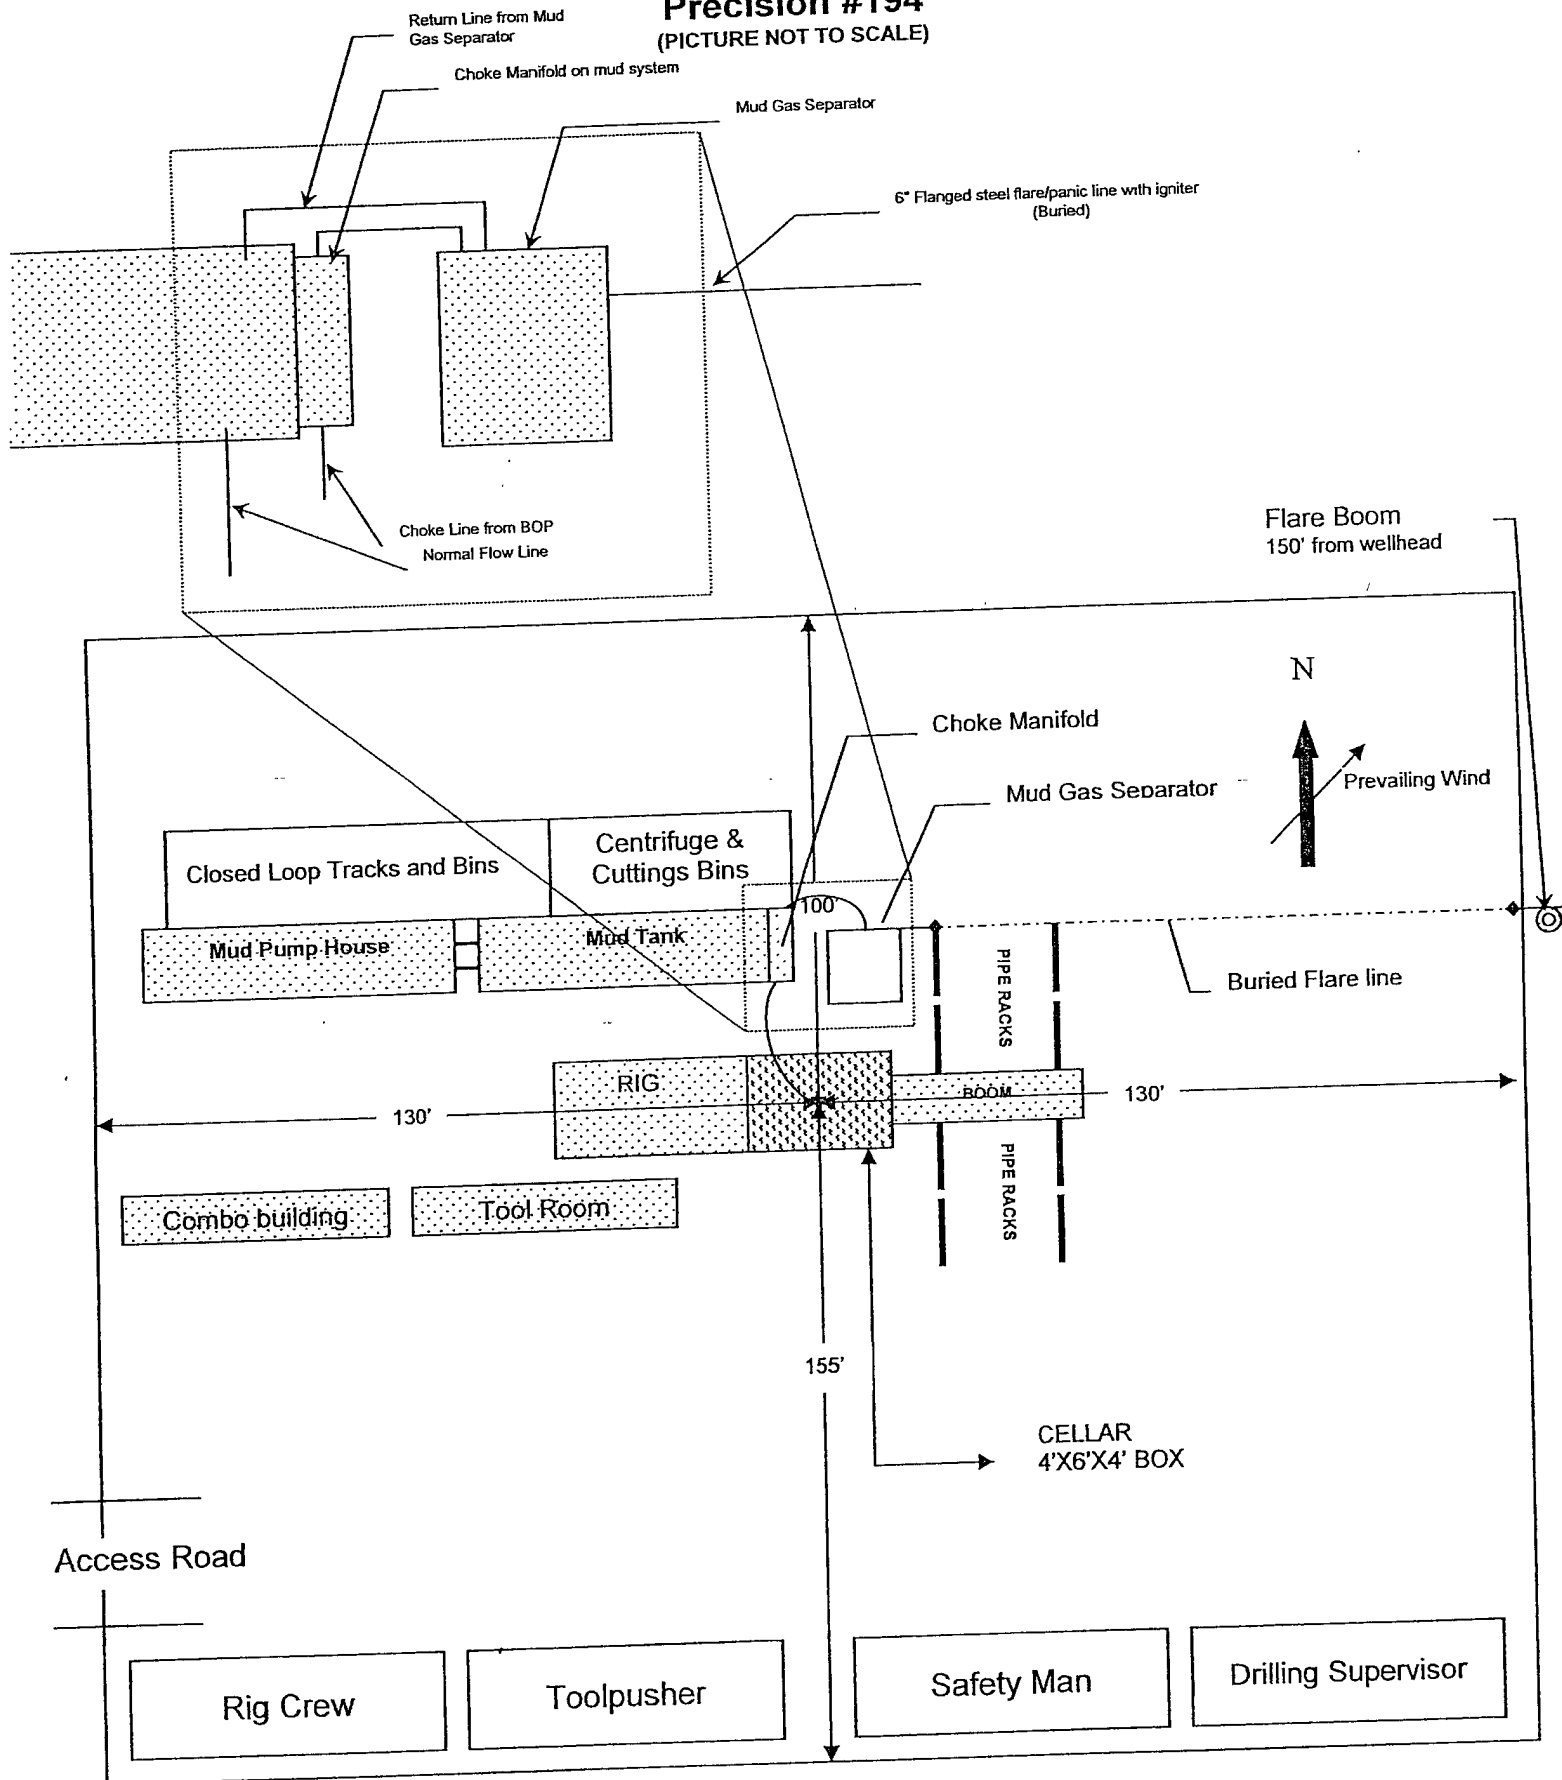 Precision #194
(PICTURE NOT TO SCALE)
Return Line from Mud
Gas Separator
Choke Manifold on mud system
Mud Gas Separator
6" Flanged steel flare/panic line with igniter
(Buried)
Choke Line from BOP
Normal Flow Line
Flare Boom
150' from wellhead
N
Prevailing Wind
Choke Manifold
Mud Gas Separator
Closed Loop Tracks and Bins
Centrifuge &
Cuttings Bins
100'
Mud Pump House
Mud Tank
PIPE RACKS
Buried Flare line
RIG
BOOM
130'
130'
PIPE RACKS
Combo building
Tool Room
155'
CELLAR
4'X6'X4' BOX
Access Road
Rig Crew
Toolpusher
Safety Man
Drilling Supervisor